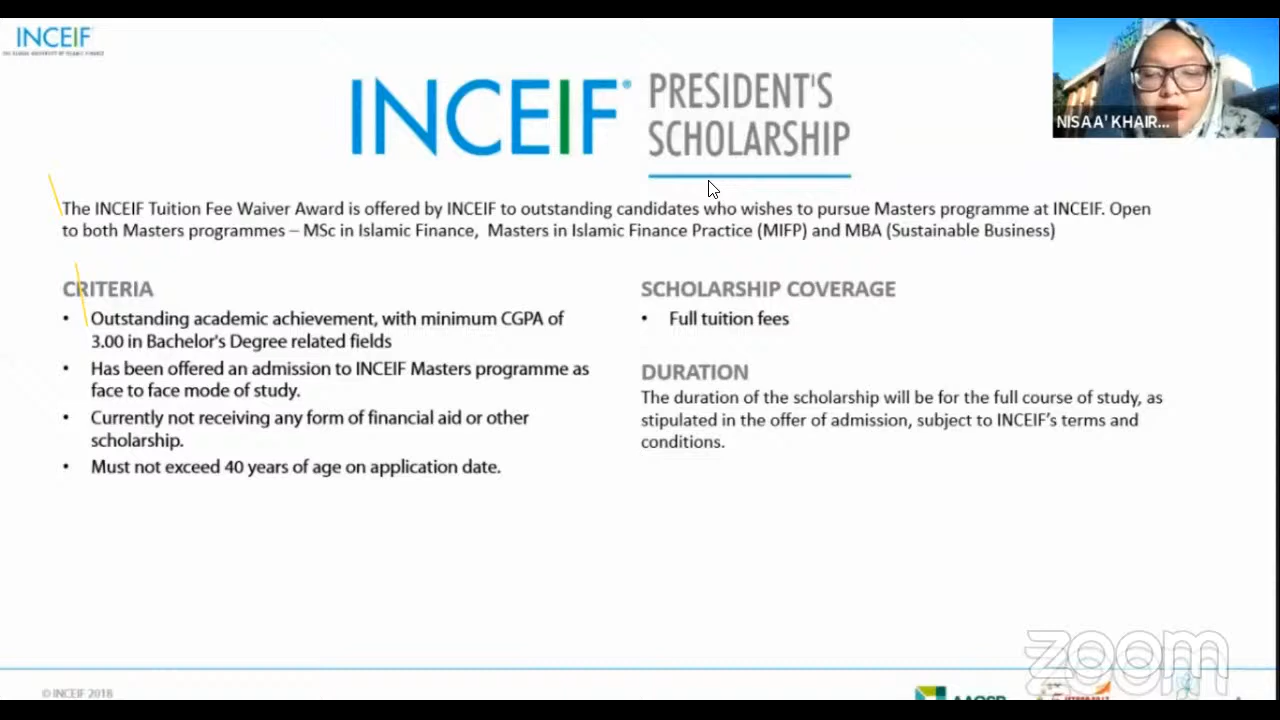 INCEIF
INCEIF®
PRESIDENT'S
SCHOLARSHIP
NISAA' KHAIR...
The INCEIF Tuition Fee Waiver Award is offered by INCEIF to outstanding candidates who wishes to pursue Masters programme at INCEIF. Open
to both Masters programmes – MSc in Islamic Finance, Masters in Islamic Finance Practice (MIFP) and MBA (Sustainable Business)
CRITERIA
• Outstanding academic achievement, with minimum CGPA of
3.00 in Bachelor's Degree related fields
• Has been offered an admission to INCEIF Masters programme as
face to face mode of study.
• Currently not receiving any form of financial aid or other
scholarship.
• Must not exceed 40 years of age on application date.
SCHOLARSHIP COVERAGE
• Full tuition fees
DURATION
The duration of the scholarship will be for the full course of study, as
stipulated in the offer of admission, subject to INCEIF's terms and
conditions.
zoom
© INCEIF 2018